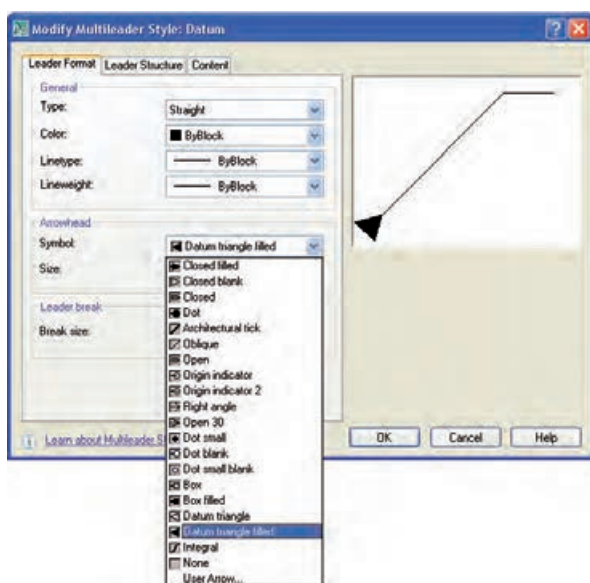 Modify Multileader Style: Datum
Leader Format Leader Structure Content
General
Type: Straight
Color: ByBlock
Linetype: ByBlock
Lineweight: ByBlock
Arrowhead
Symbol: Datum triangle filled
Size:
Closed filled
Closed blank
Closed
Dot
Leader break
Architectural tick
Break size:
Oblique
Open
Origin indicator
Origin indicator 2
Right angle
Open 30
Dot small
Learn about Multileader S
OK Cancel Help
Dot blank
Dot small blank
Box
Box filled
Datum triangle
Datum triangle filled
Integral
None
User Arrow...